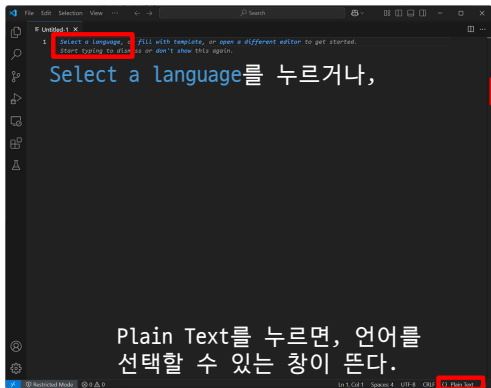 File Edit Selection View ··· Search
Untitled-1
1 Select a language, or fill with template, or open a different editor to get started.
Start typing to dismiss or don't show this again.
Select a language를 누르거나,
Plain Text를 누르면, 언어를
선택할 수 있는 창이 뜬다.
Restricted Mode 0 0 Ln 1, Col 1 Spaces: 4 UTF-8 CRLF {} Plain Text